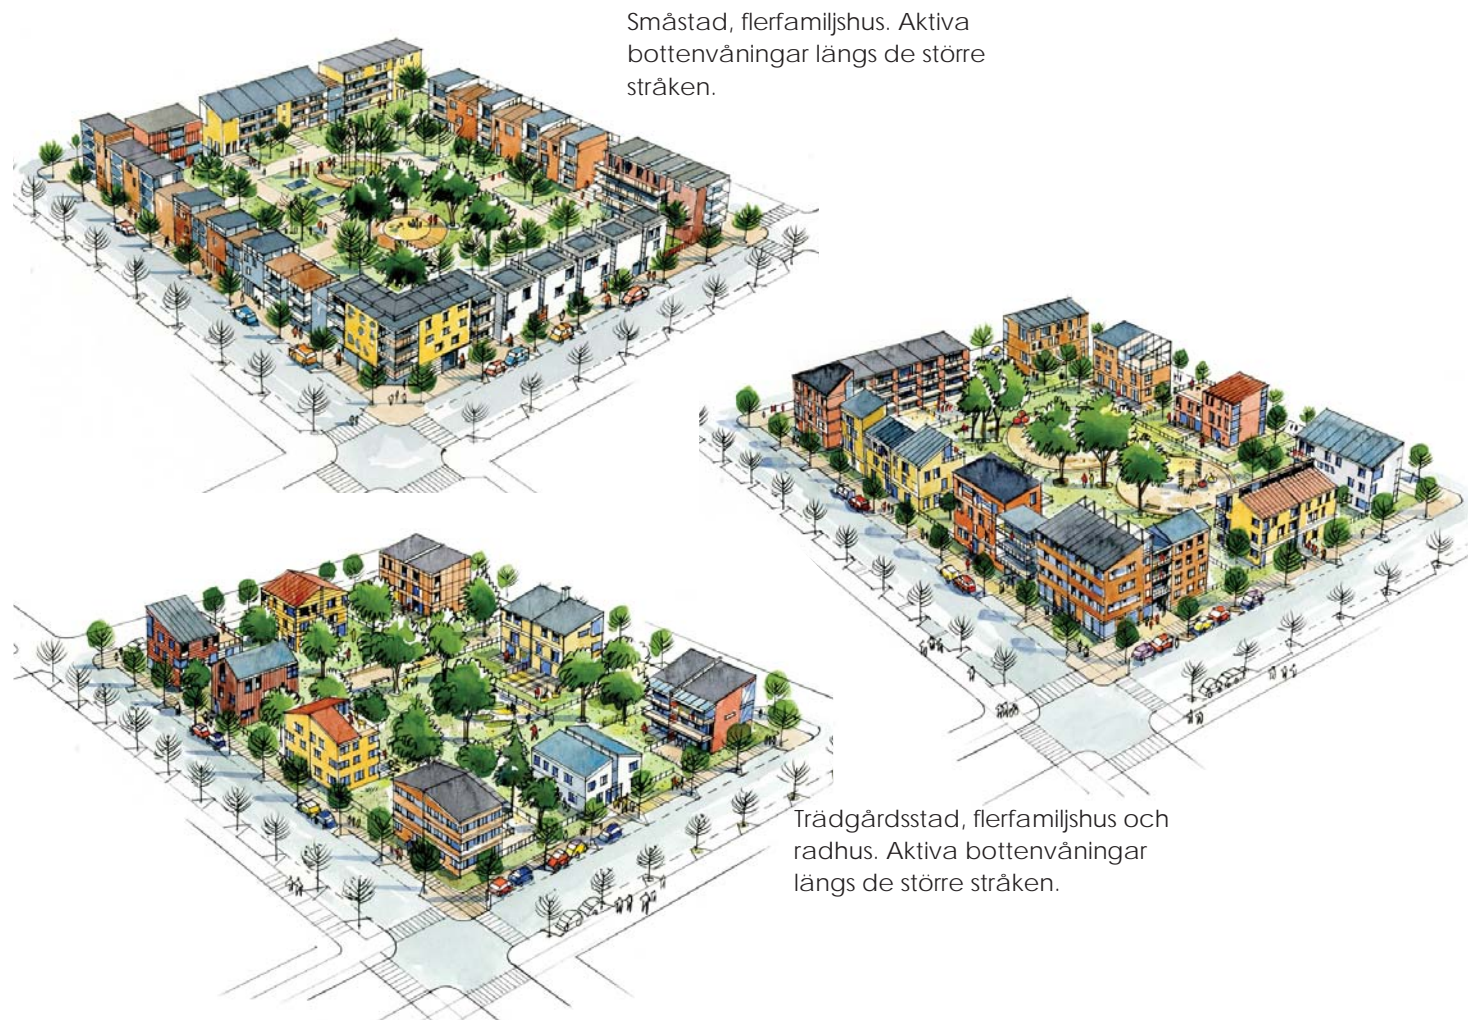 Småstad, flerfamiljshus. Aktiva
bottenvåningar längs de större
stråken.
Trädgårdsstad, flerfamiljshus och
radhus. Aktiva bottenvåningar
längs de större stråken.